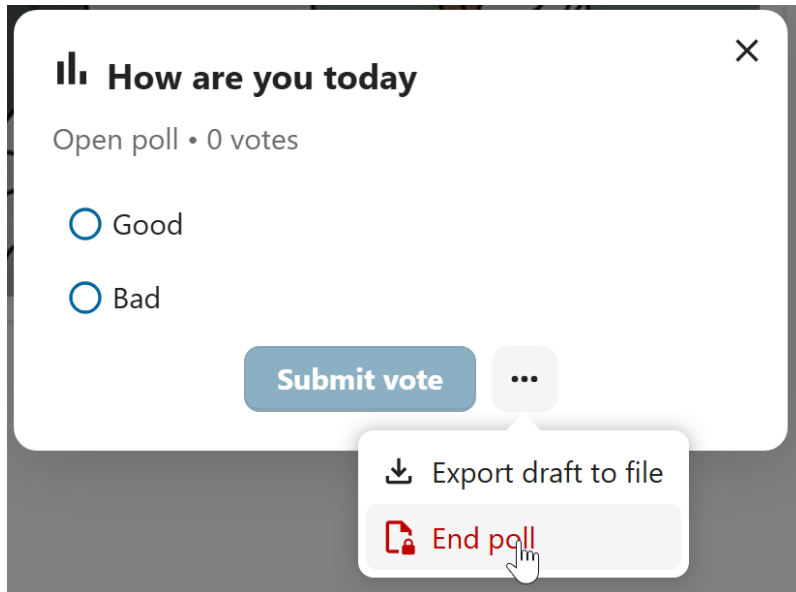 How are you today
Open poll • 0 votes
Good
Bad
Submit vote
Export draft to file
End poll